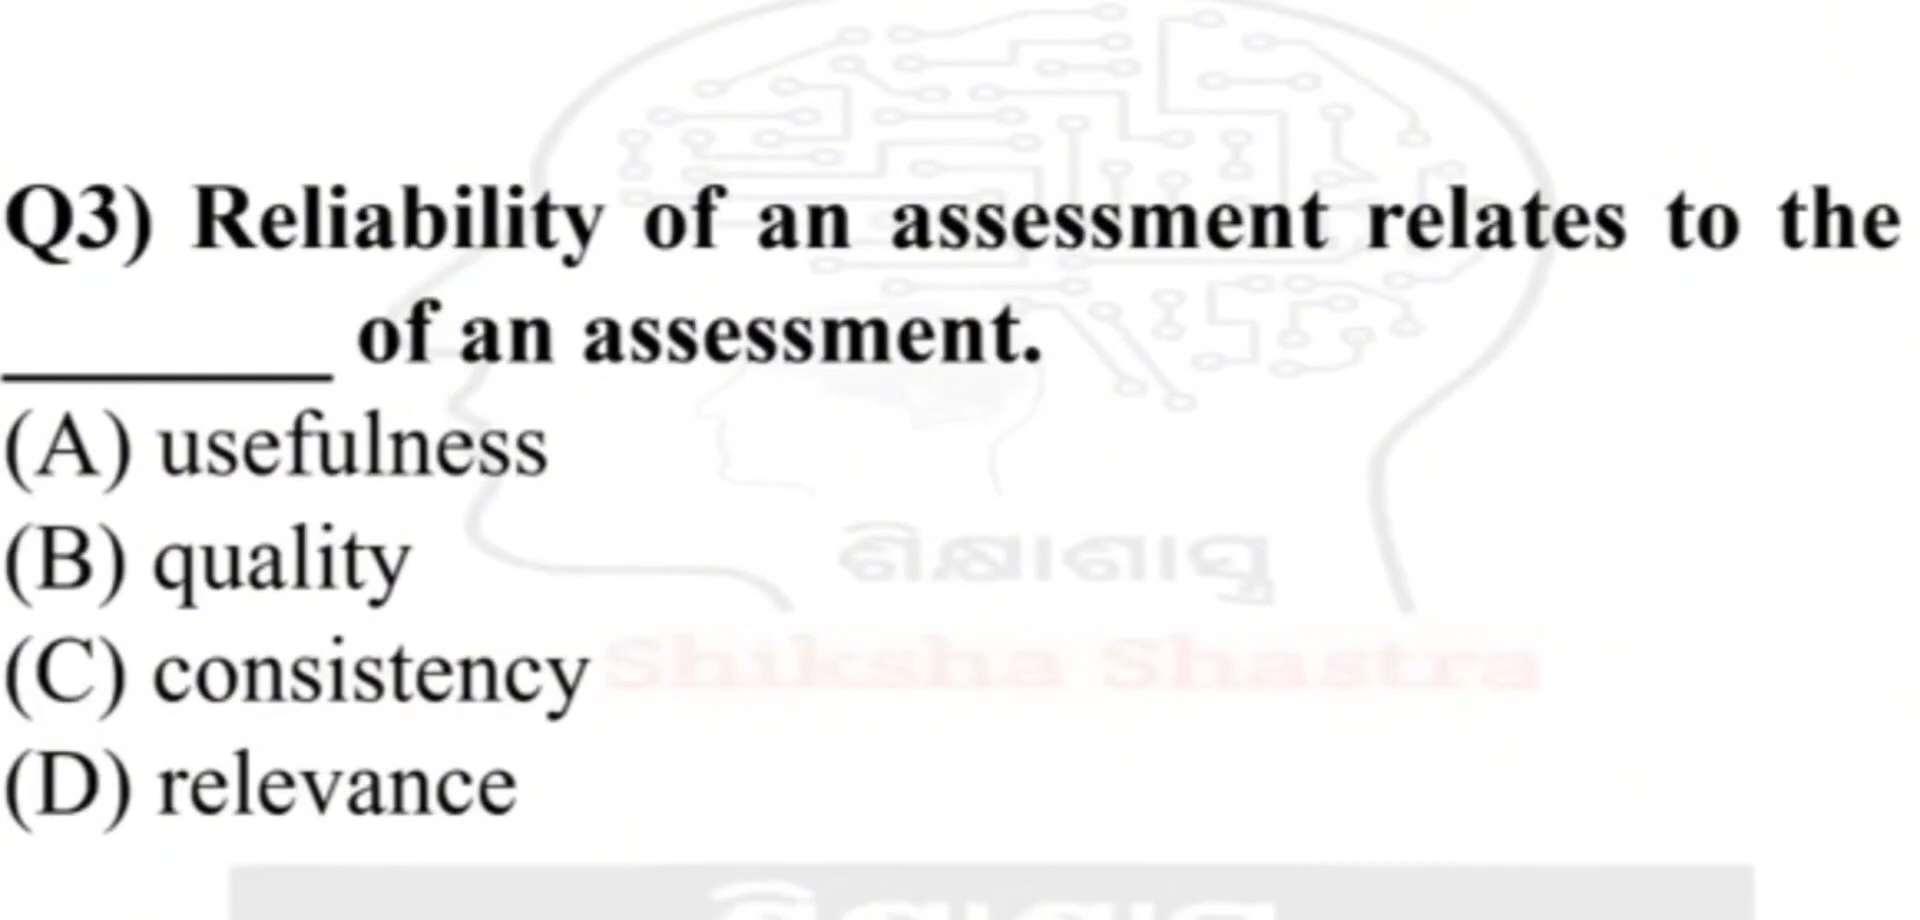 Q3) Reliability of an assessment relates to the
________ of an assessment.
(A) usefulness
(B) quality
(C) consistency
(D) relevance
ଶିକ୍ଷାଶାସ୍ତ୍ର
Shiksha Shastra